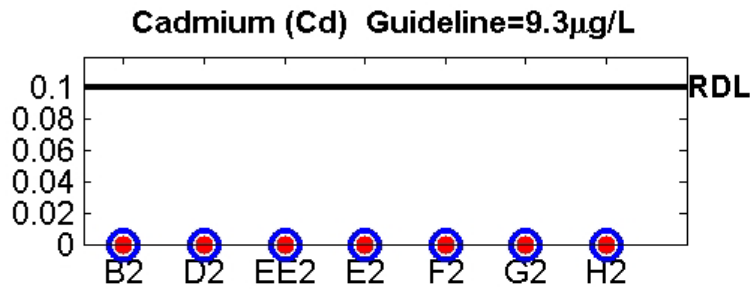 Cadmium (Cd)  Guideline=9.3µg/L
0.1
RDL
0.08
0.06
0.04
0.02
0
B2 D2 EE2 E2 F2 G2 H2